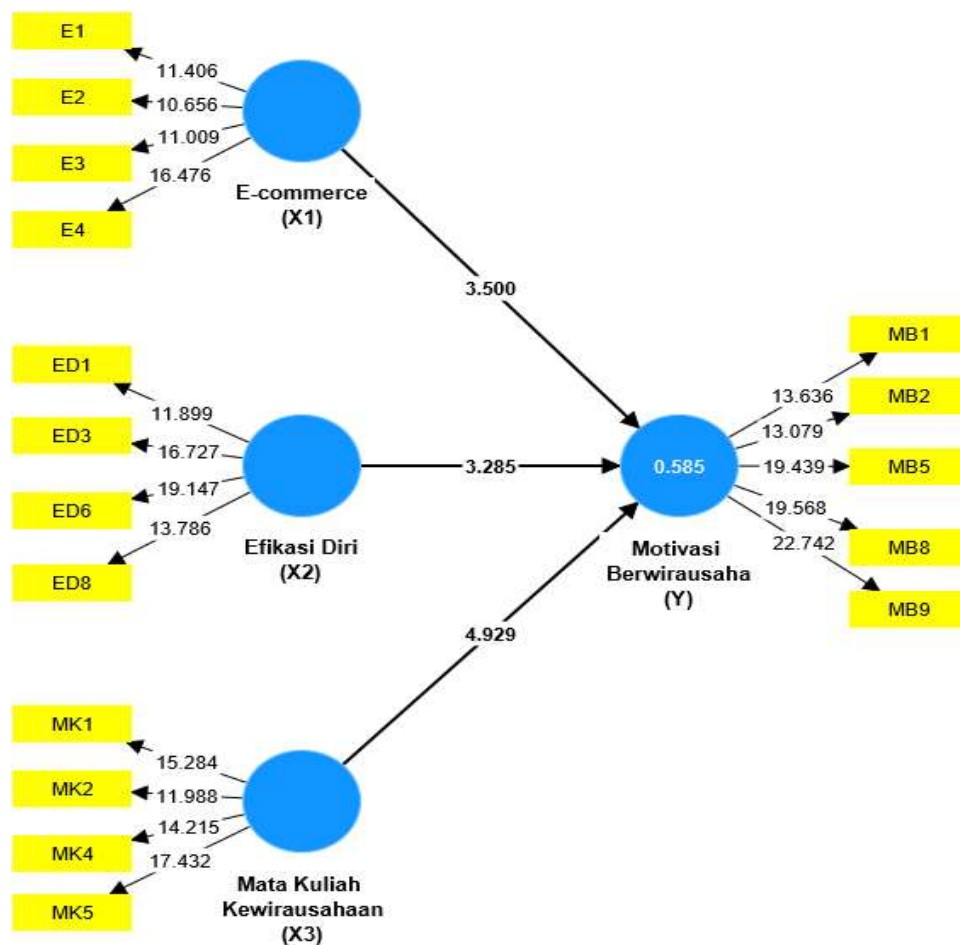 E1
E2
E3
E4
11.406
10.656
11.009
16.476
E-commerce
(X1)
3.500
ED1
ED3
ED6
ED8
11.899
16.727
19.147
13.786
Efikasi Diri
(X2)
3.285
MK1
MK2
MK4
MK5
15.284
11.988
14.215
17.432
Mata Kuliah
Kewirausahaan
(X3)
4.929
0.585
Motivasi
Berwirausaha
(Y)
13.636
13.079
19.439
19.568
22.742
MB1
MB2
MB5
MB8
MB9